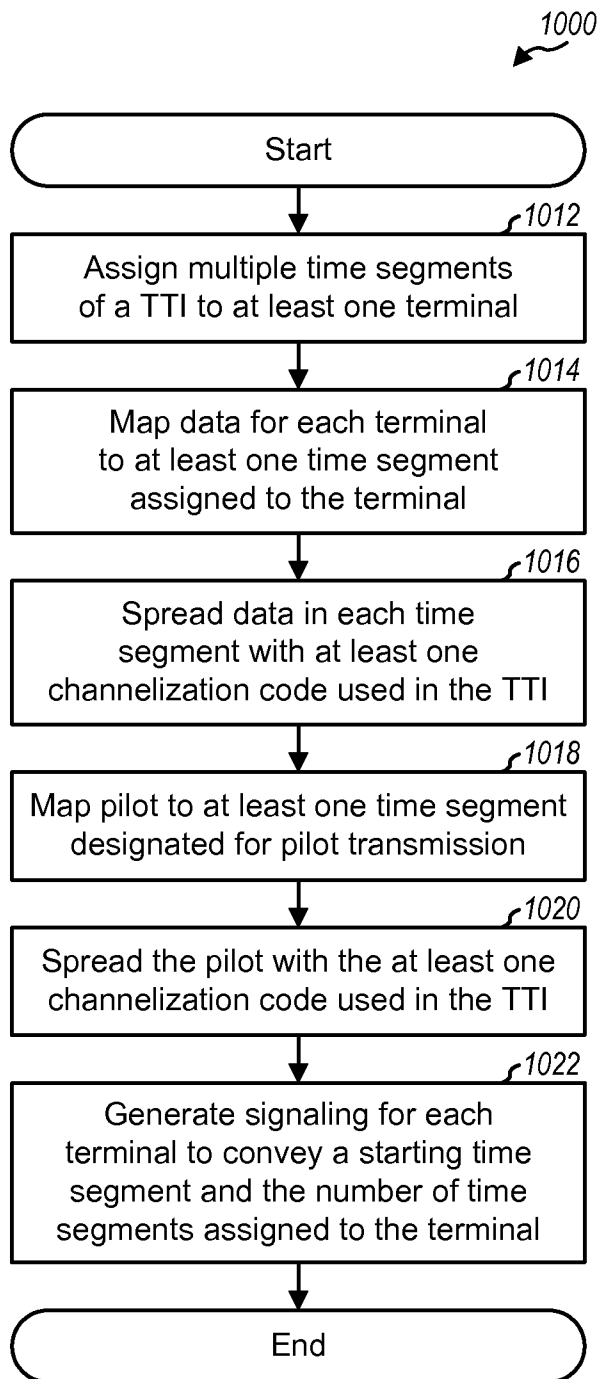 1000
Start
1012
Assign multiple time segments
of a TTI to at least one terminal
1014
Map data for each terminal
to at least one time segment
assigned to the terminal
1016
Spread data in each time
segment with at least one
channelization code used in the TTI
1018
Map pilot to at least one time segment
designated for pilot transmission
1020
Spread the pilot with the at least one
channelization code used in the TTI
1022
Generate signaling for each
terminal to convey a starting time
segment and the number of time
segments assigned to the terminal
End